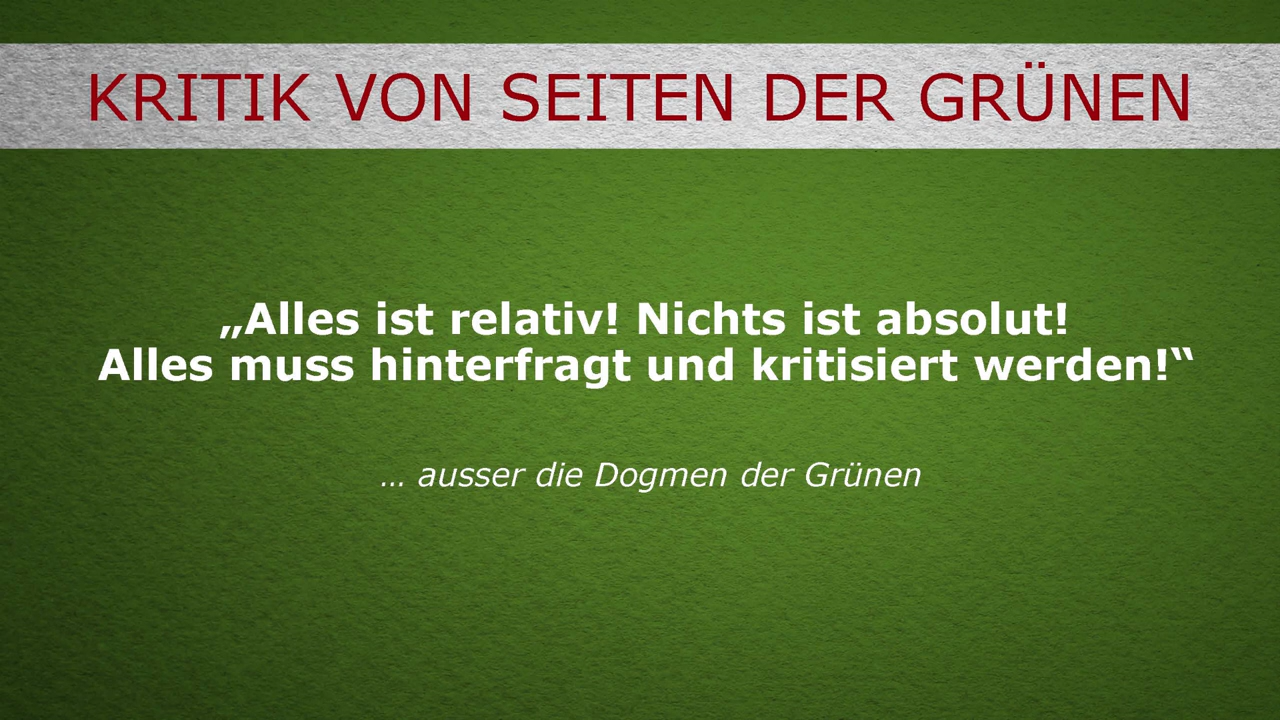 KRITIK VON SEITEN DER GRÜNEN
„Alles ist relativ! Nichts ist absolut!
Alles muss hinterfragt und kritisiert werden!“
… ausser die Dogmen der Grünen